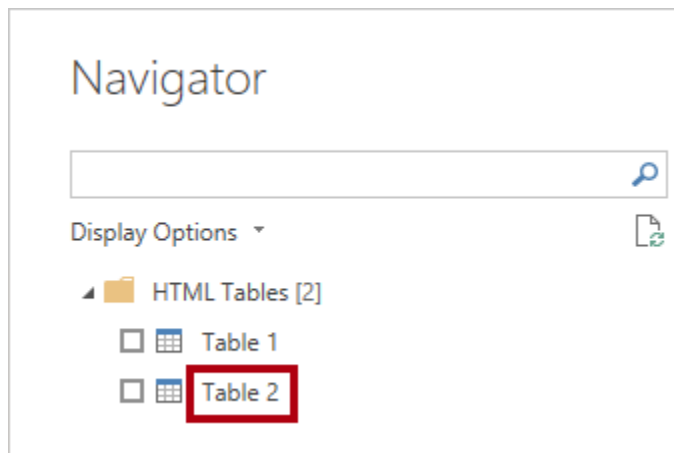 Navigator
Display Options
HTML Tables [2]
Table 1
Table 2